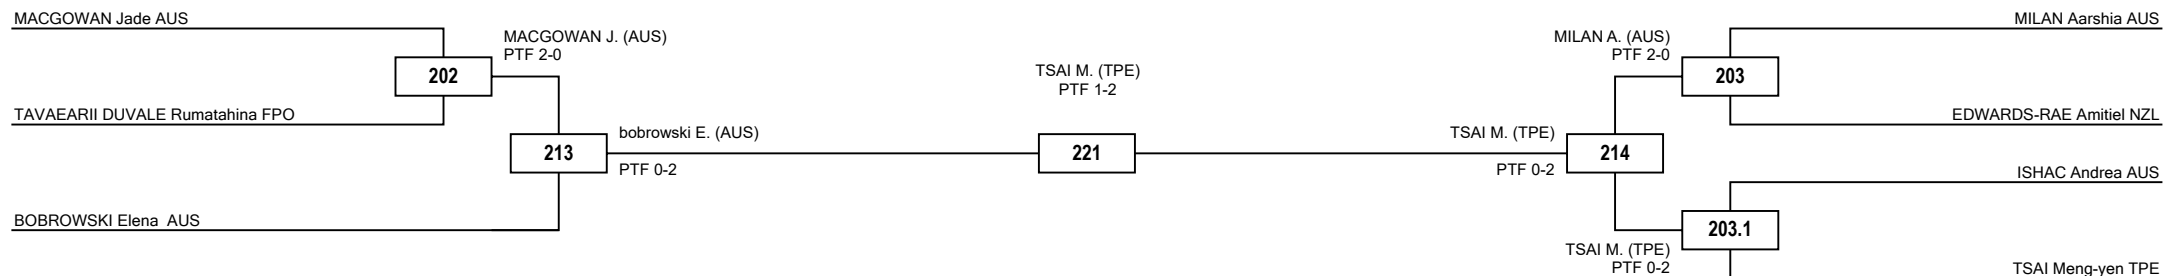 MACGOWAN Jade AUS
MILAN Aarshia AUS
MACGOWAN J. (AUS)
PTF 2-0
MILAN A. (AUS)
PTF 2-0
202
TSAI M. (TPE)
PTF 1-2
203
TAVAEARII DUVALE Rumatahina FPO
EDWARDS-RAE Amitiel NZL
bobrowski E. (AUS)
TSAI M. (TPE)
213
221
214
PTF 0-2
PTF 0-2
ISHAC Andrea AUS
BOBROWSKI Elena  AUS
203.1
TSAI M. (TPE)
PTF 0-2
TSAI Meng-yen TPE